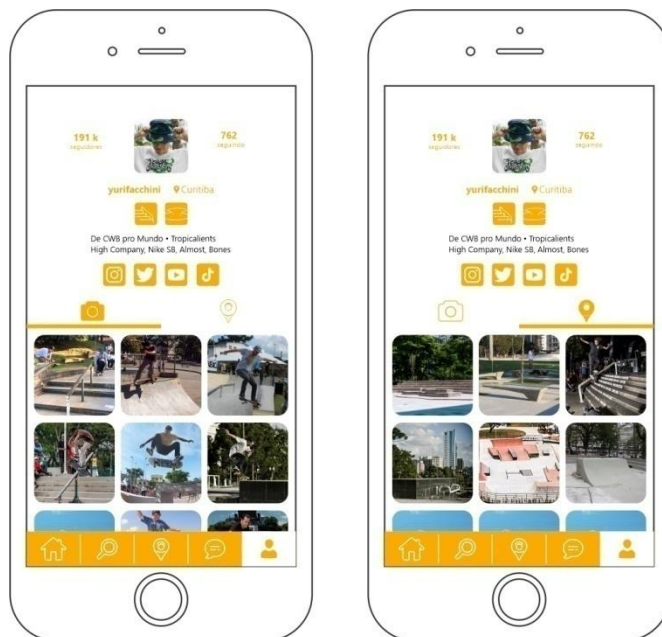 191 k
seguidores
762
seguindo
yurifacchini Curitiba
De CWB pro Mundo • Tropicalients
High Company, Nike SB, Almost, Bones
191 k
seguidores
762
seguindo
yurifacchini Curitiba
De CWB pro Mundo • Tropicalients
High Company, Nike SB, Almost, Bones